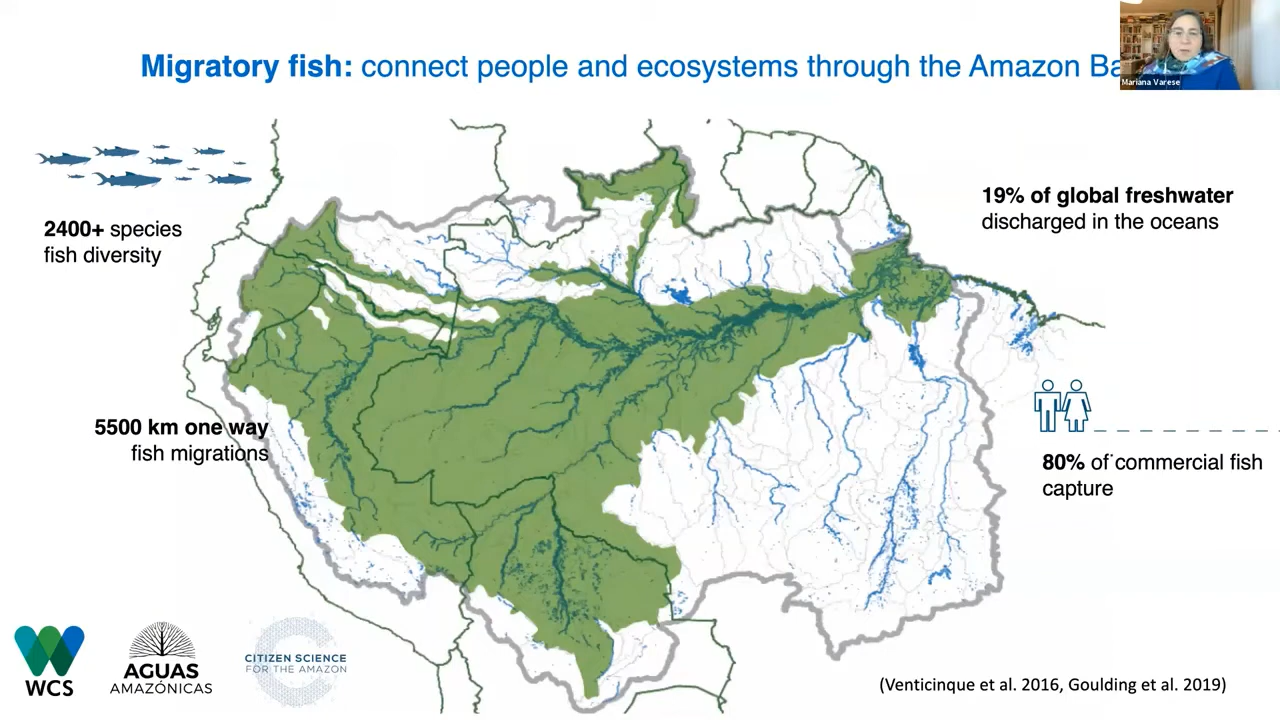 Migratory fish: connect people and ecosystems through the Amazon Ba
Mariana Varese
2400+ species
fish diversity
19% of global freshwater
discharged in the oceans
5500 km one way
fish migrations
80% of commercial fish
capture
WCS
AGUAS
AMAZÓNICAS
CITIZEN SCIENCE
FOR THE AMAZON
(Venticinque et al. 2016, Goulding et al. 2019)